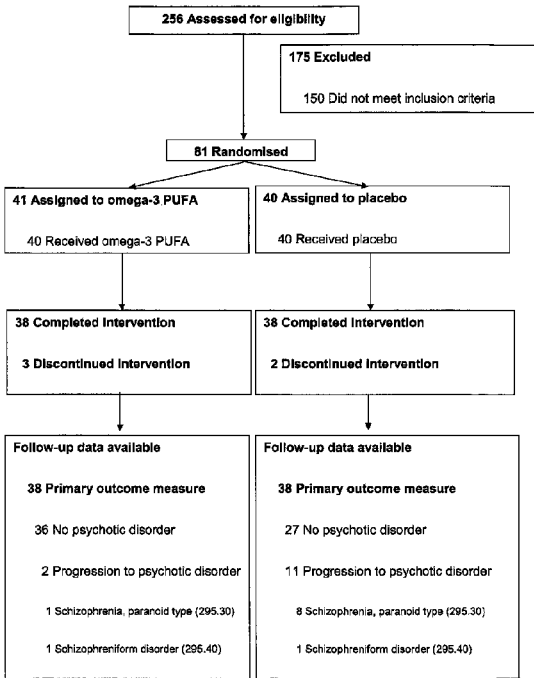 256 Assessed for eligibility
175 Excluded
150 Did not meet inclusion criteria
81 Randomised
41 Assigned to omega-3 PUFA
40 Received omega-3 PUFA
40 Assigned to placebo
40 Received placebo
38 Completed Intervention
3 Discontinued Intervention
38 Completed Intervention
2 Discontinued Intervention
Follow-up data available
38 Primary outcome measure
36 No psychotic disorder
2 Progression to psychotic disorder
1 Schizophrenia, paranoid type (295.30)
1 Schizophreniform disorder (295.40)
Follow-up data available
38 Primary outcome measure
27 No psychotic disorder
11 Progression to psychotic disorder
8 Schizophrenia, paranoid type (295.30)
1 Schizophreniform disorder (295.40)